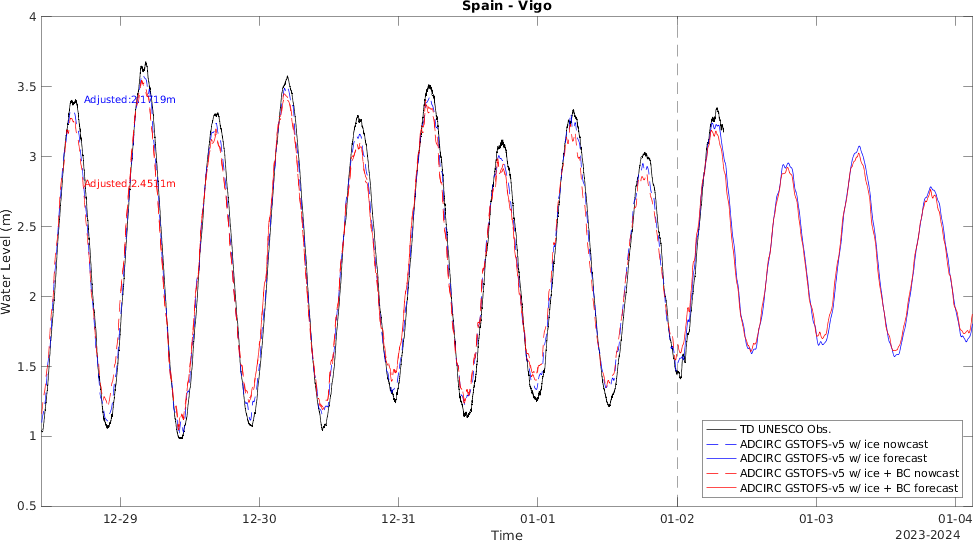 Spain - Vigo
4
3.5
3
2.5
2
1.5
1
0.5
Water Level (m)
Adjusted:2.1719m
Adjusted:2.4511m
TD UNESCO Obs.
ADCIRC GSTOFS-v5 w/ ice nowcast
ADCIRC GSTOFS-v5 w/ ice forecast
ADCIRC GSTOFS-v5 w/ ice + BC nowcast
ADCIRC GSTOFS-v5 w/ ice + BC forecast
12-29 12-30 12-31 01-01 01-02 01-03 01-04
Time
2023-2024